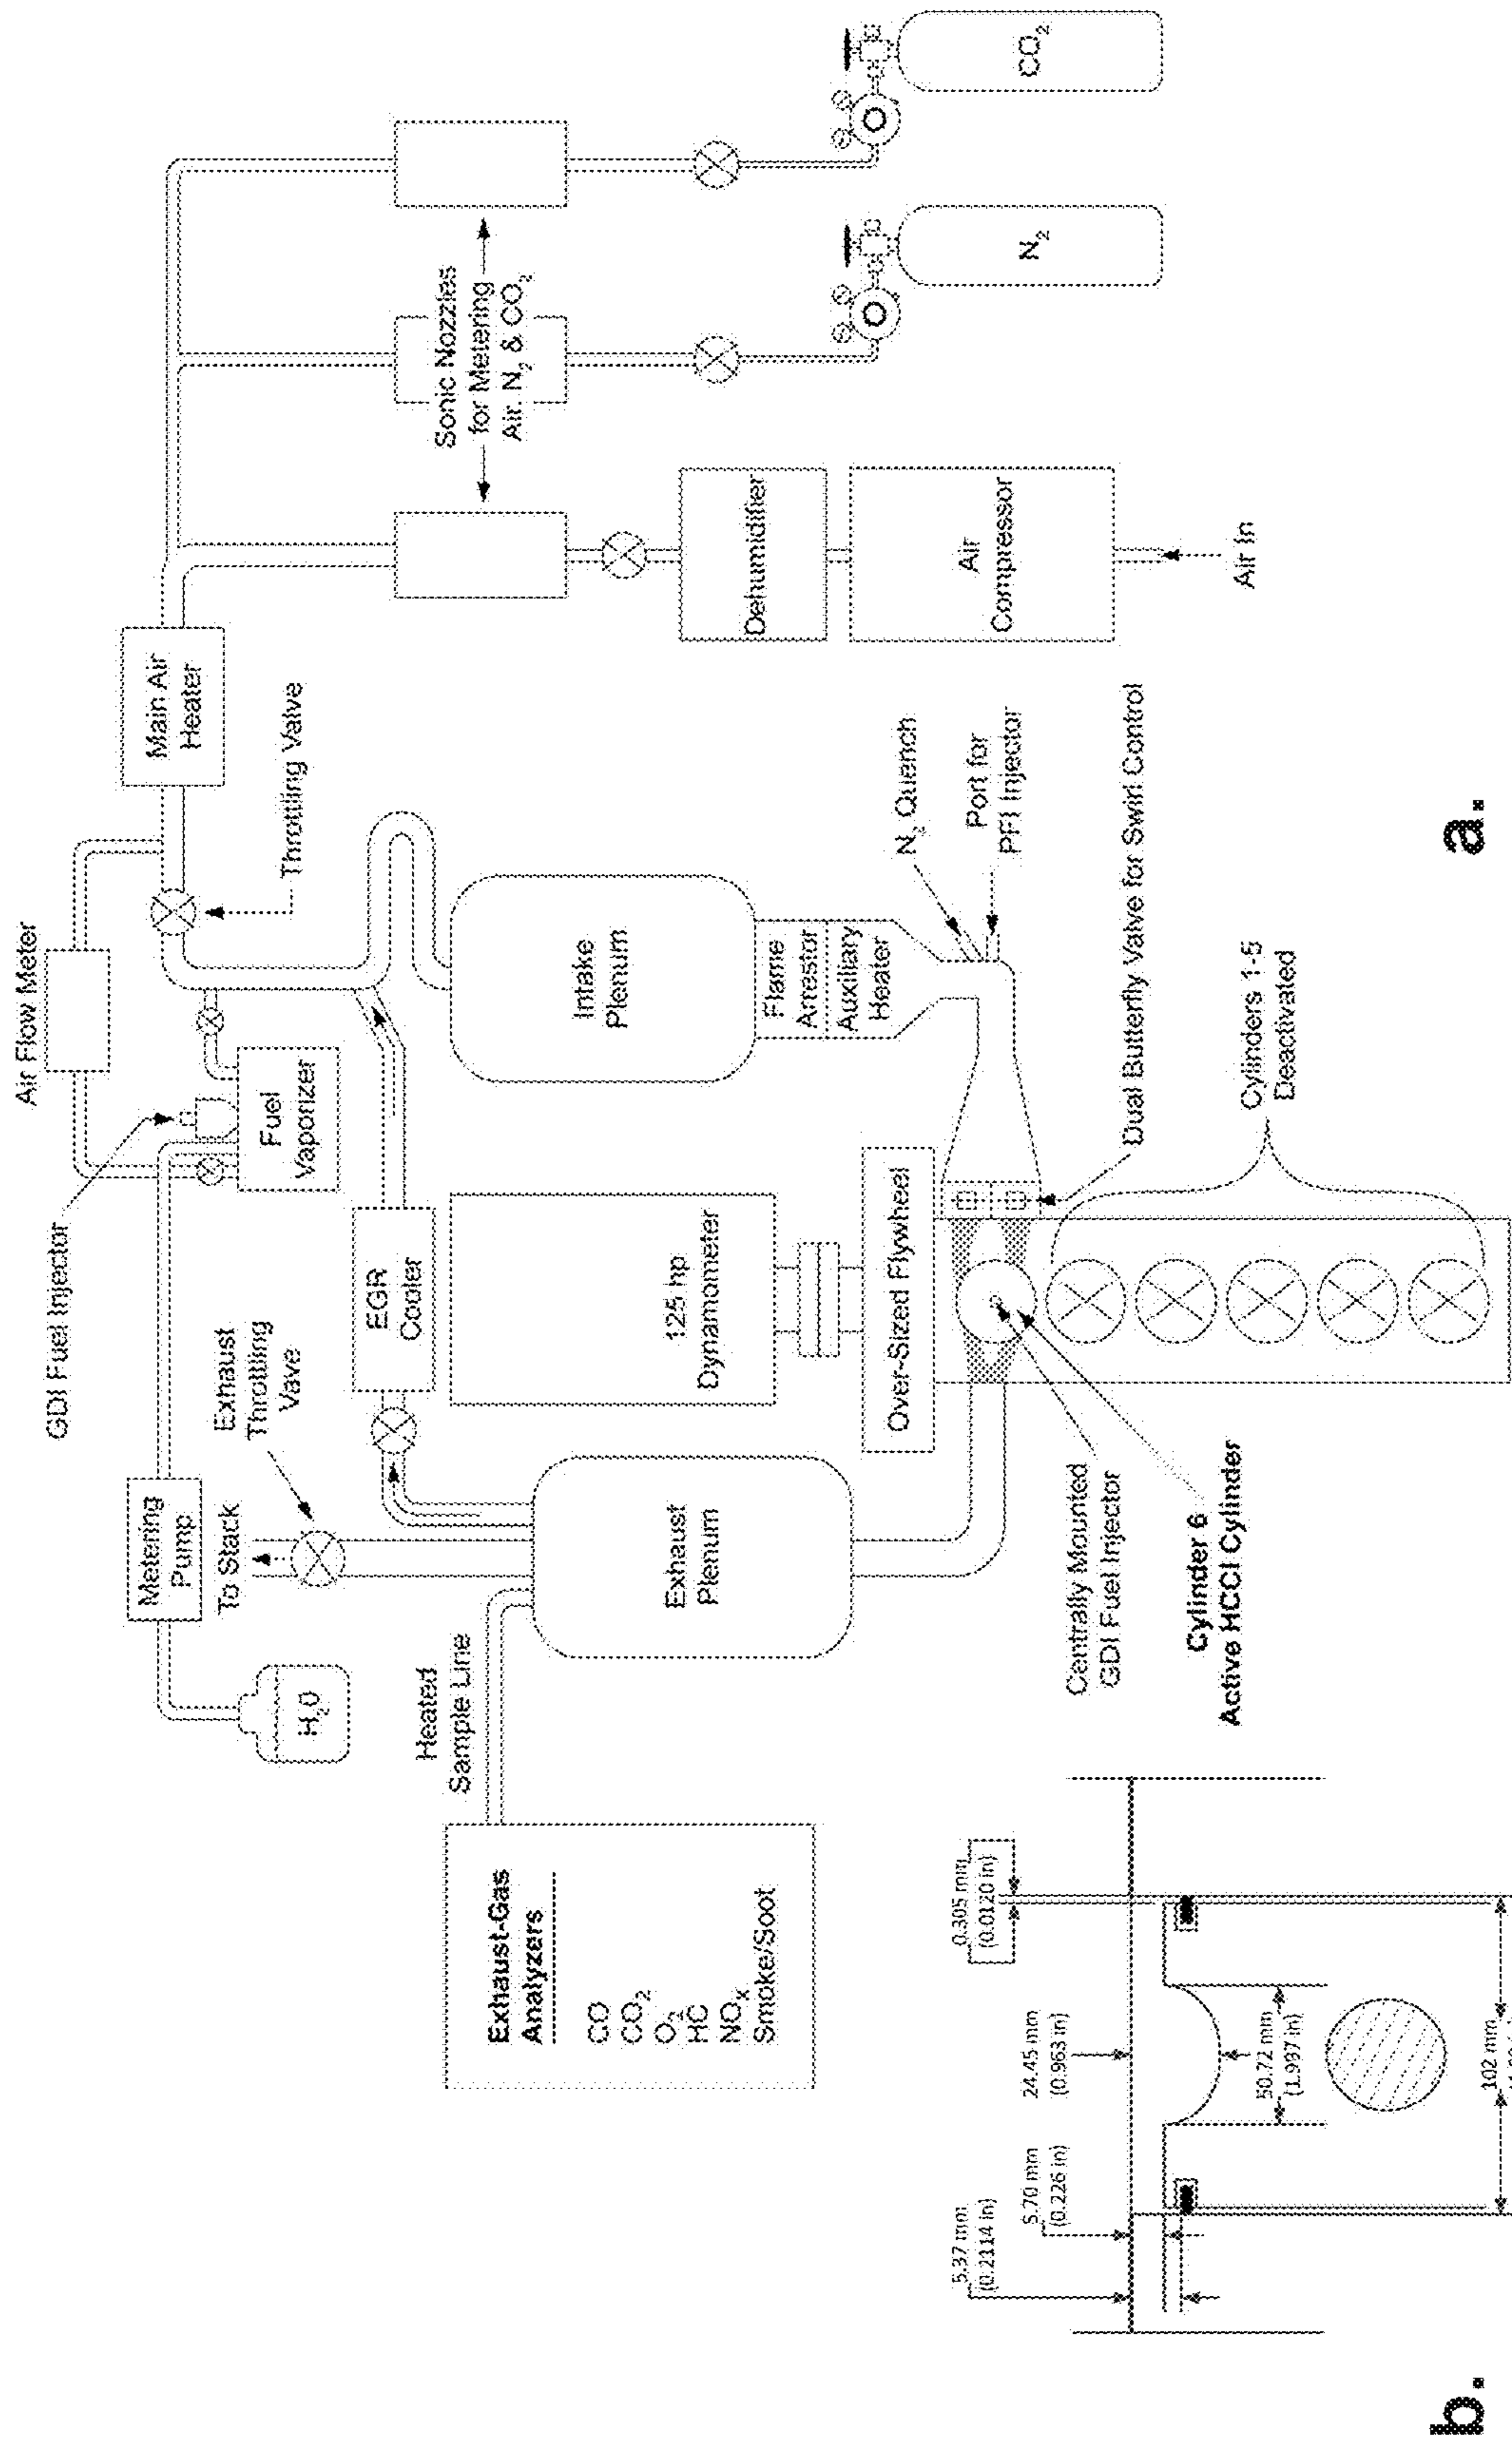 Air Flow Meter
GDI Fuel Injector
Metering
Pump
H20
To Stack
Exhaust
Throttling
Vave
Fuel
Vaporizer
Throttling Valve
Main Air
Heater
Sonic Nozzles
for Metering
Air, N2 & CO2
CO2
N2
Dehumidifier
Air
Compressor
Air In
EGR
Cooler
Heated
Sample Line
Exhaust-Gas
Analyzers
CO
CO2
O2
HC
NOx
Smoke/Soot
Exhaust
Plenum
125 hp
Dynamometer
Intake
Plenum
Flame
Arrestor
Auxiliary
Heater
N2 Quench
Port for
PFI Injector
Over-Sized Flywheel
Dual Butterfly Valve for Swirl Control
Centrally Mounted
GDI Fuel Injector
Cylinder 6
Active HCCI Cylinder
Cylinders 1-5
Deactivated
a.
5.37 mm
(0.2114 in)
5.70 mm
(0.226 in)
24.45 mm
(0.963 in)
0.305 mm
(0.0120 in)
50.72 mm
(1.997 in)
102 mm
b.